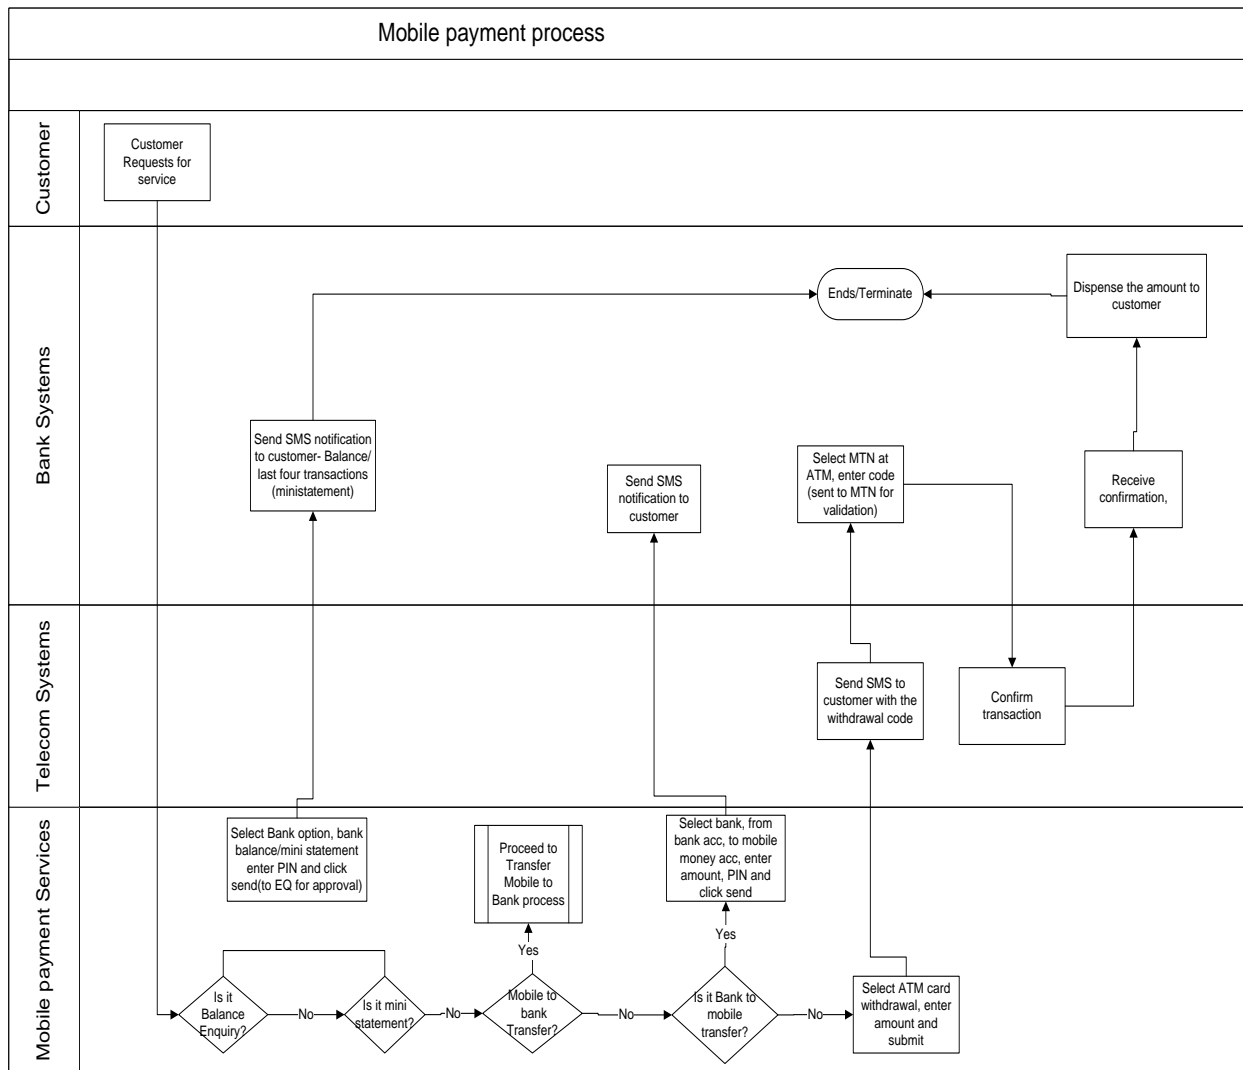 Mobile payment process
Customer
Customer
Requests for
service
Bank Systems
Ends/Terminate
Dispense the amount to
customer
Send SMS notification
to customer- Balance/
last four transactions
(ministatement)
Send SMS
notification to
customer
Select MTN at
ATM, enter code
(sent to MTN for
validation)
Receive
confirmation,
Telecom Systems
Send SMS to
customer with the
withdrawal code
Confirm
transaction
Mobile payment Services
Select Bank option, bank
balance/mini statement
enter PIN and click
send(to EQ for approval)
Proceed to
Transfer
Mobile to
Bank process
Select bank, from
bank acc, to mobile
money acc, enter
amount, PIN and
click send
Yes
Yes
Is it
Balance
Enquiry?
No
Is it mini
statement?
No
Mobile to
bank
Transfer?
No
Is it Bank to
mobile
transfer?
No
Select ATM card
withdrawal, enter
amount and
submit